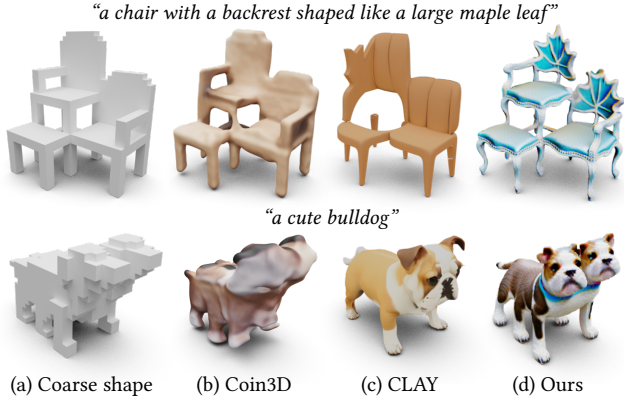 “a chair with a backrest shaped like a large maple leaf”
“a cute bulldog”
(a) Coarse shape (b) Coin3D (c) CLAY (d) Ours